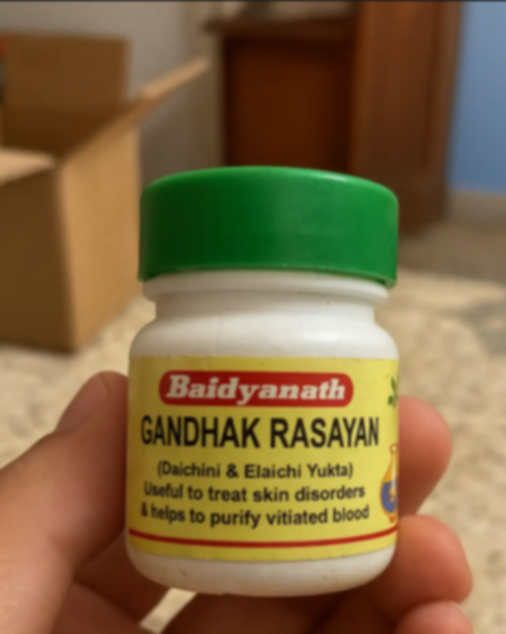 Baidyanath
GANDHAK RASAYAN
(Daichini & Elaichi Yukta)
Useful to treat skin disorders
& helps to purify vitiated blood